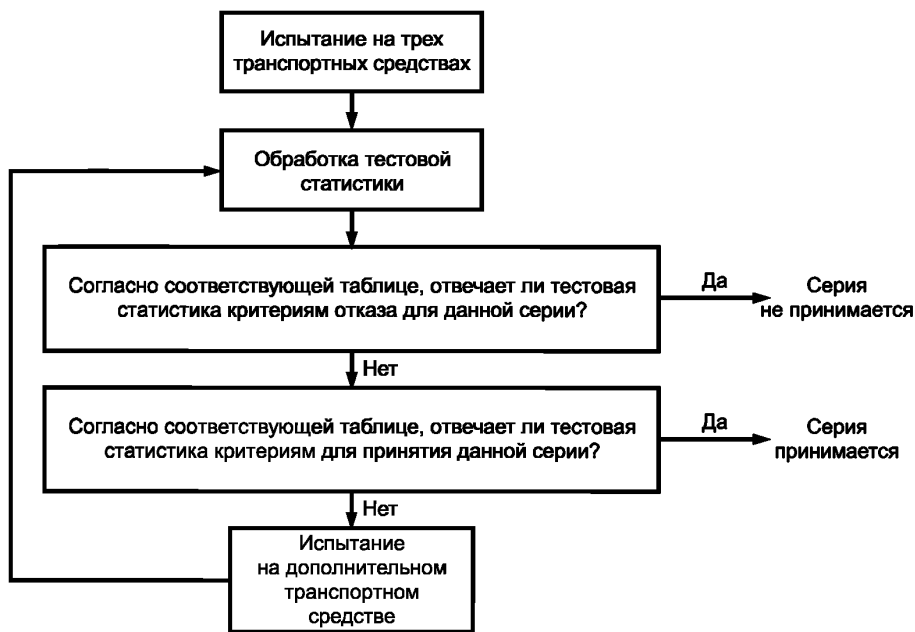 Испытание на трех
транспортных средствах
Обработка тестовой
статистики
Согласно соответствующей таблице, отвечает ли тестовая
статистика критериям отказа для данной серии?
Да
Серия
не принимается
Нет
Согласно соответствующей таблице, отвечает ли тестовая
статистика критериям для принятия данной серии?
Да
Серия
принимается
Нет
Испытание
на дополнительном
транспортном
средстве